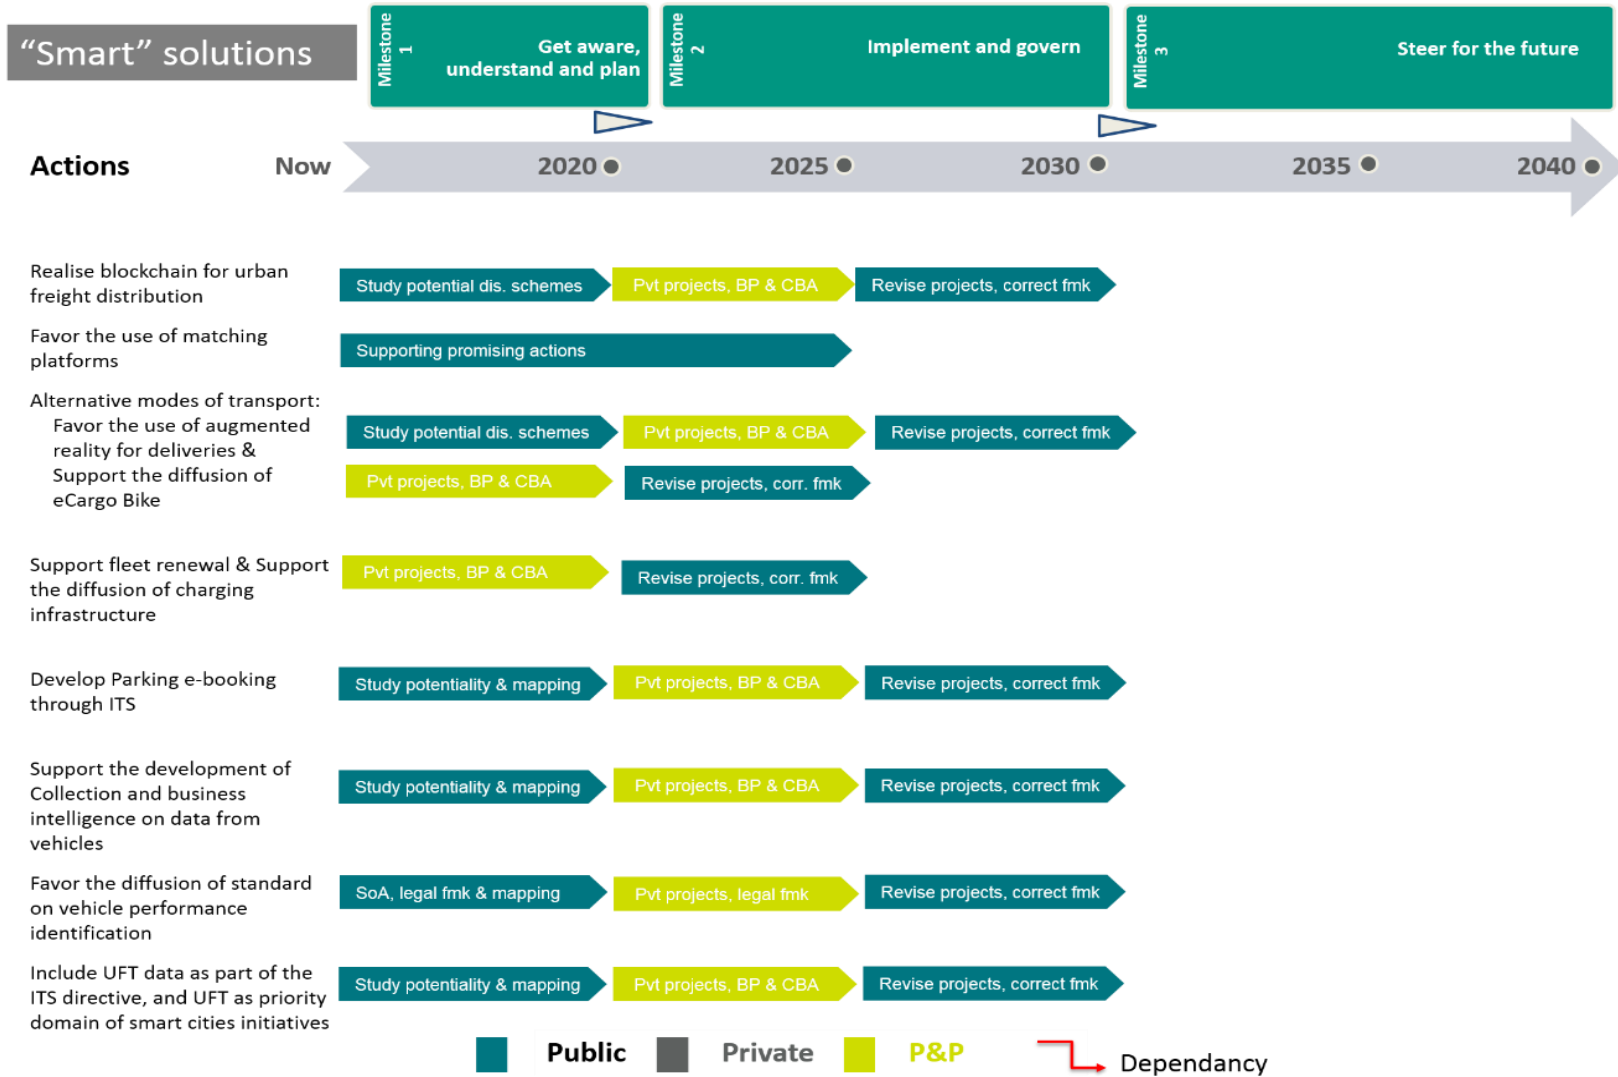 “Smart” solutions
Milestone
1
Get aware,
understand and plan
Milestone
2
Implement and govern
Milestone
3
Steer for the future
Actions
Now
2020
2025
2030
2035
2040
Realise blockchain for urban
freight distribution
Study potential dis. schemes
Pvt projects, BP & CBA
Revise projects, correct fmk
Favor the use of matching
platforms
Supporting promising actions
Alternative modes of transport:
Favor the use of augmented
reality for deliveries &
Support the diffusion of
eCargo Bike
Study potential dis. schemes
Pvt projects, BP & CBA
Revise projects, correct fmk
Pvt projects, BP & CBA
Revise projects, corr. fmk
Support fleet renewal & Support
the diffusion of charging
infrastructure
Pvt projects, BP & CBA
Revise projects, corr. fmk
Develop Parking e-booking
through ITS
Study potentiality & mapping
Pvt projects, BP & CBA
Revise projects, correct fmk
Support the development of
Collection and business
intelligence on data from
vehicles
Study potentiality & mapping
Pvt projects, BP & CBA
Revise projects, correct fmk
Favor the diffusion of standard
on vehicle performance
identification
SoA, legal fmk & mapping
Pvt projects, legal fmk
Revise projects, correct fmk
Include UFT data as part of the
ITS directive, and UFT as priority
domain of smart cities initiatives
Study potentiality & mapping
Pvt projects, BP & CBA
Revise projects, correct fmk
Public
Private
P&P
Dependancy